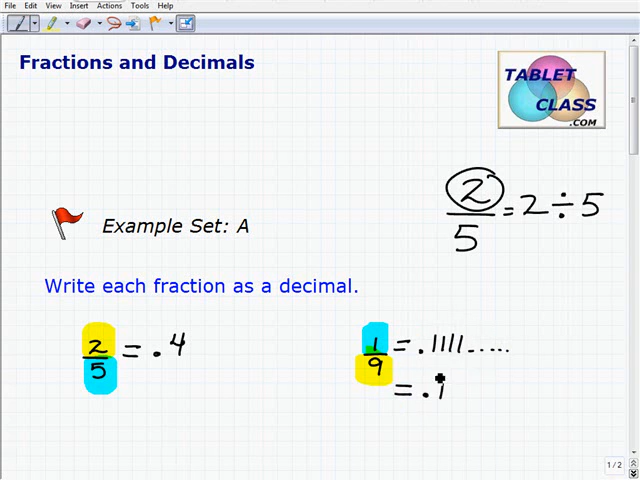 File Edit View Insert Actions Tools Help
Fractions and Decimals
TABLET
CLASS
.COM
2/5 = 2 ÷ 5
Example Set: A
Write each fraction as a decimal.
2/5 = .4
1/9 = .1111.....
= .1
1/2